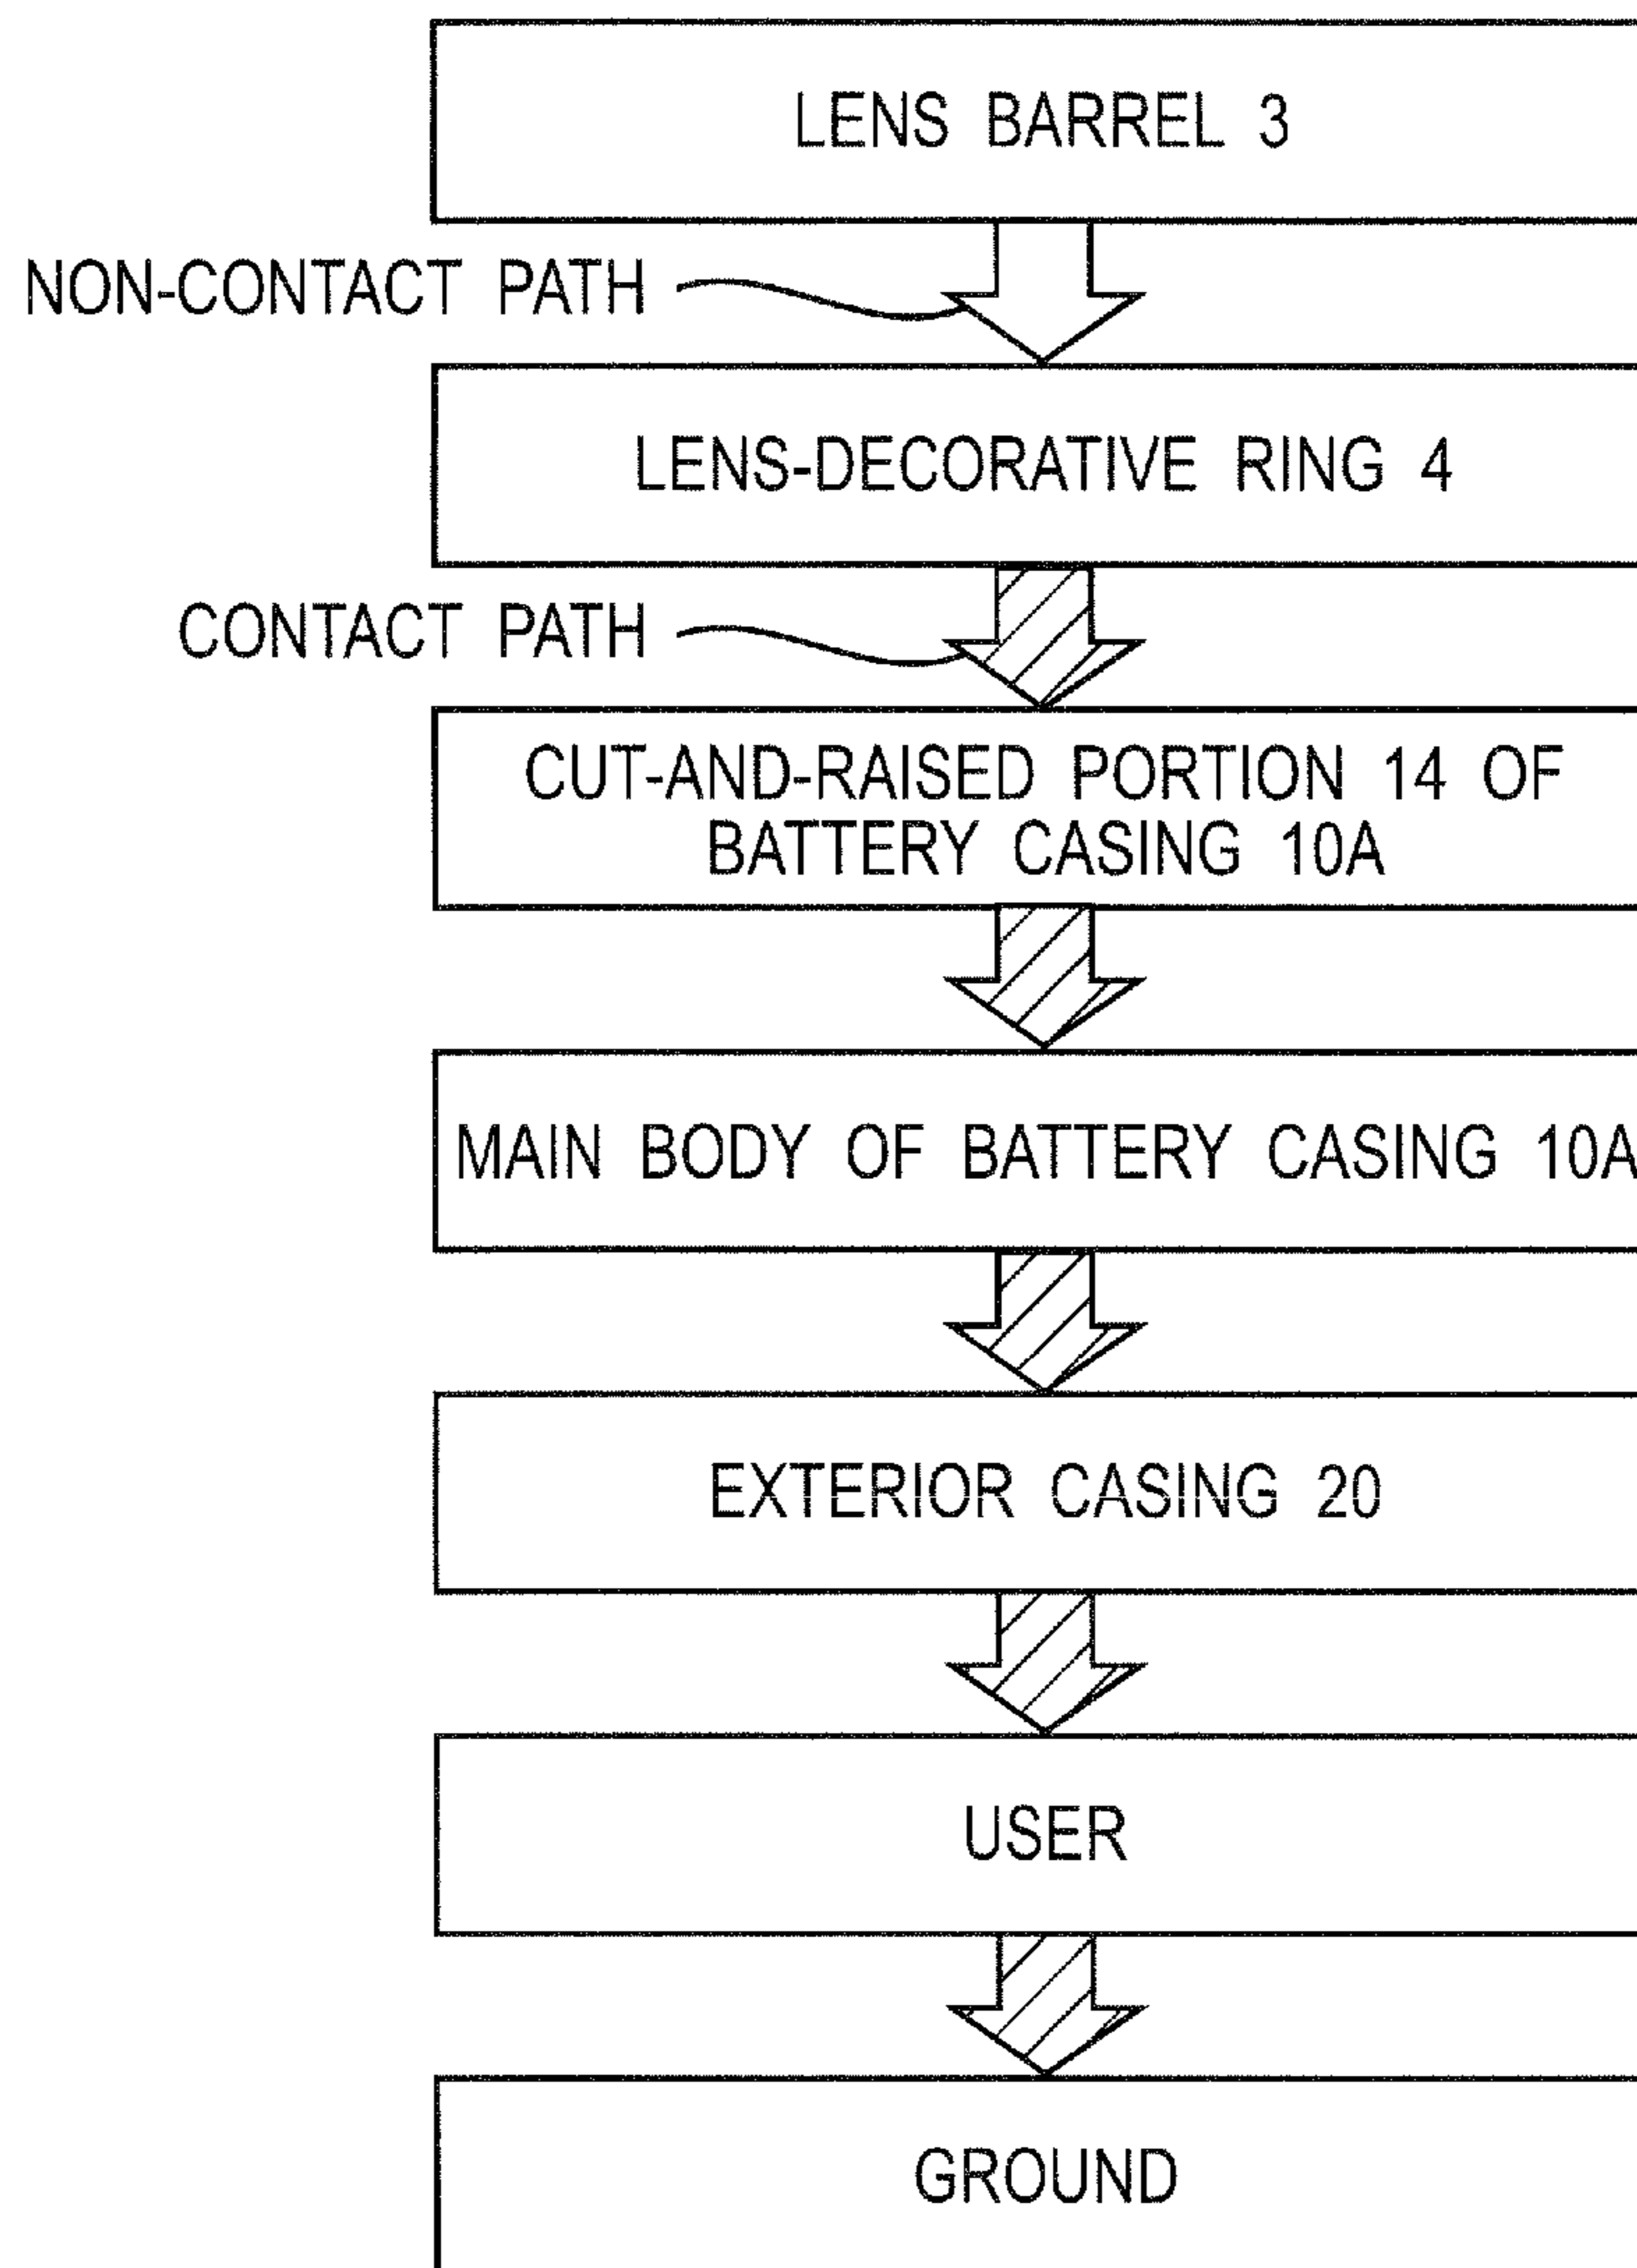 LENS BARREL 3
NON-CONTACT PATH
LENS-DECORATIVE RING 4
CONTACT PATH
CUT-AND-RAISED PORTION 14 OF
BATTERY CASING 10A
MAIN BODY OF BATTERY CASING 10A
EXTERIOR CASING 20
USER
GROUND